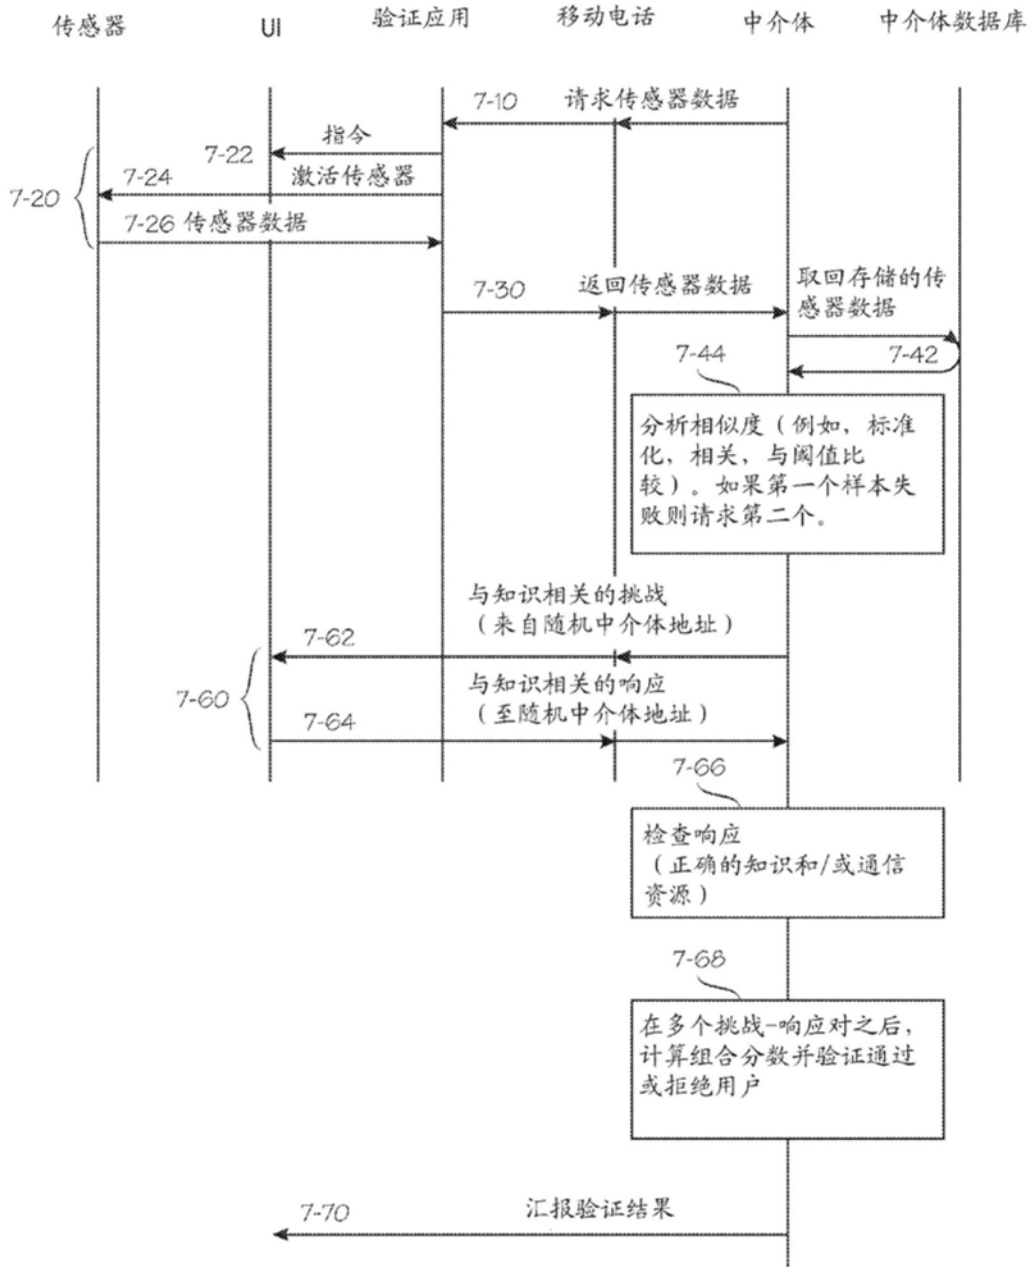 传感器
UI
验证应用
移动电话
中介体
中介体数据库
7-10
请求传感器数据
指令
7-22
7-24
激活传感器
7-20
7-26 传感器数据
7-30
返回传感器数据
取回存储的传
感器数据
7-42
7-44
分析相似度（例如，标准
化，相关，与阈值比
较）。如果第一个样本失
败则请求第二个。
与知识相关的挑战
（来自随机中介体地址）
7-62
7-60
与知识相关的响应
（至随机中介体地址）
7-64
7-66
检查响应
（正确的知识和/或通信
资源）
7-68
在多个挑战-响应对之后，
计算组合分数并验证通过
或拒绝用户
7-70
汇报验证结果